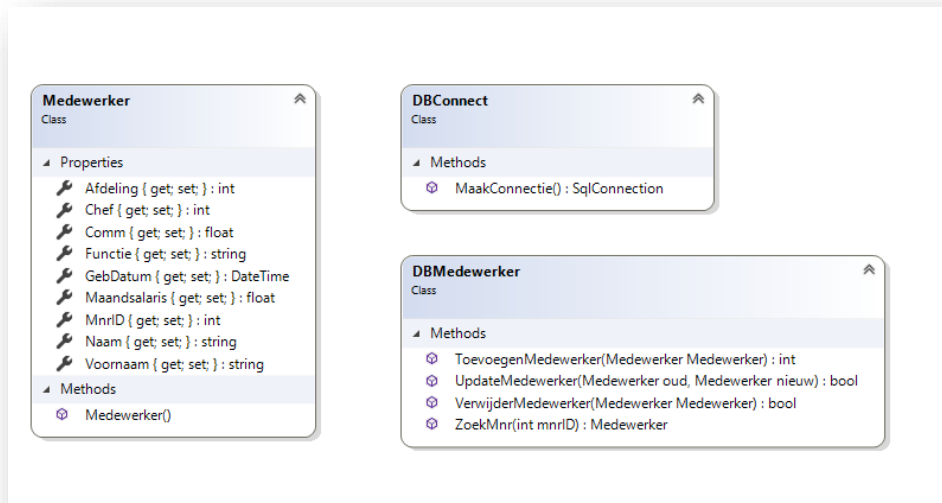 Medewerker
Class
Properties
Afdeling { get; set; } : int
Chef { get; set; } : int
Comm { get; set; } : float
Functie { get; set; } : string
GebDatum { get; set; } : DateTime
Maandsalaris { get; set; } : float
MnrID { get; set; } : int
Naam { get; set; } : string
Voornaam { get; set; } : string
Methods
Medewerker()
DBConnect
Class
Methods
MaakConnectie() : SqlConnection
DBMedewerker
Class
Methods
ToevoegenMedewerker(Medewerker Medewerker) : int
UpdateMedewerker(Medewerker oud, Medewerker nieuw) : bool
VerwijderMedewerker(Medewerker Medewerker) : bool
ZoekMnr(int mnrID) : Medewerker